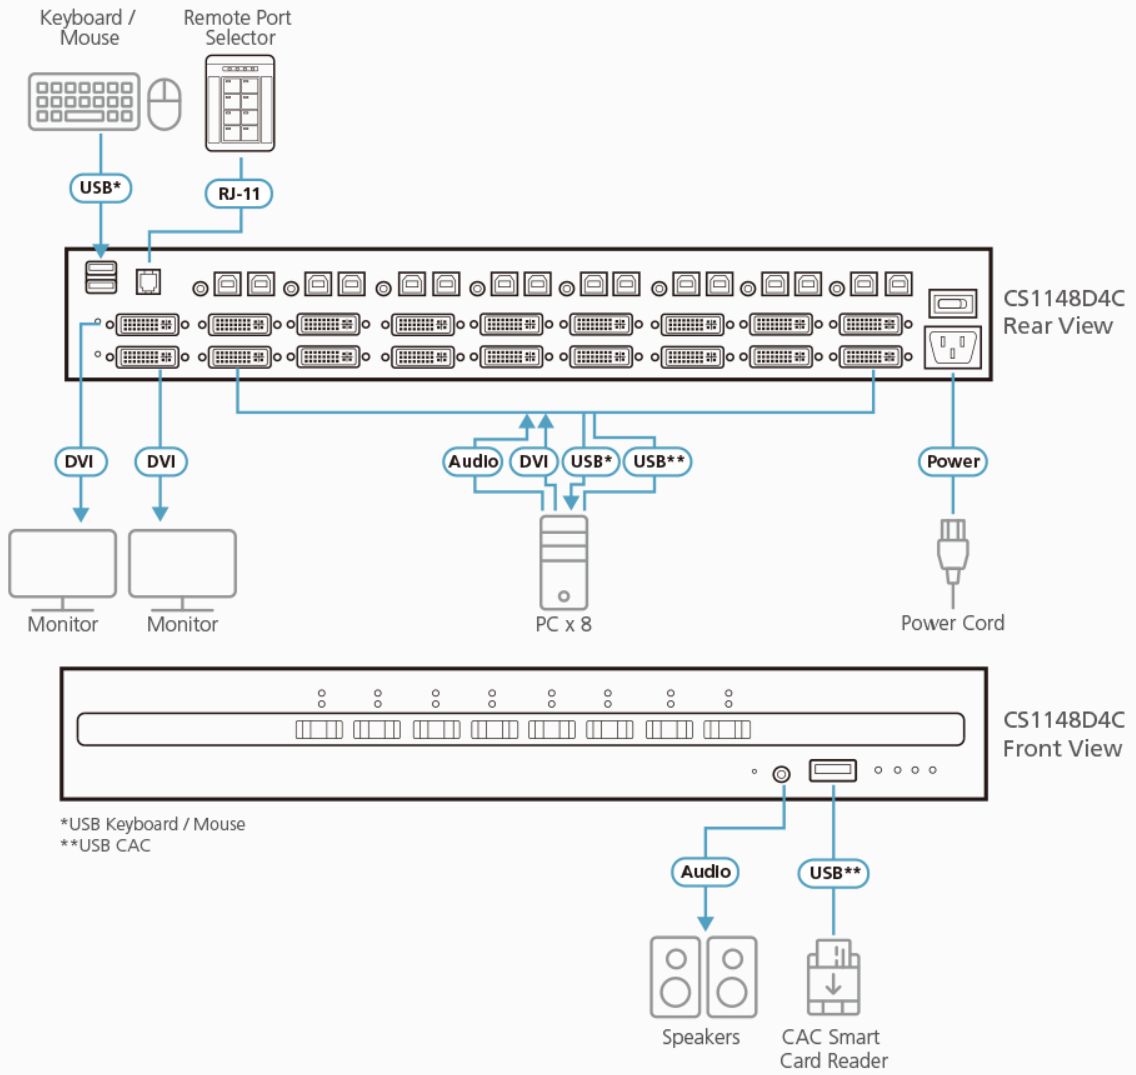 Keyboard /
Mouse
Remote Port
Selector
USB*
RJ-11
CS1148D4C
Rear View
DVI
DVI
Audio
DVI
USB*
USB**
Power
Monitor
Monitor
PC x 8
Power Cord
CS1148D4C
Front View
*USB Keyboard / Mouse
**USB CAC
Audio
USB**
Speakers
CAC Smart
Card Reader